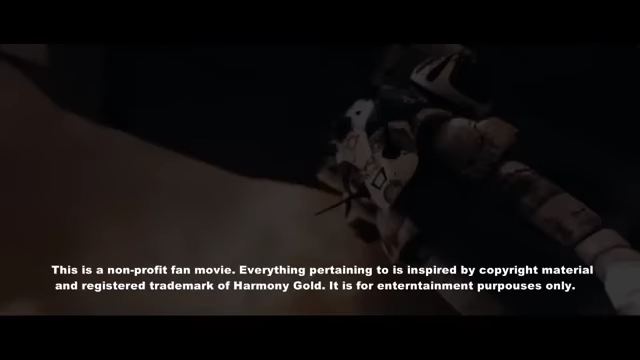 This is a non-profit fan movie. Everything pertaining to is inspired by copyright material
and registered trademark of Harmony Gold. It is for enterntainment purpouses only.